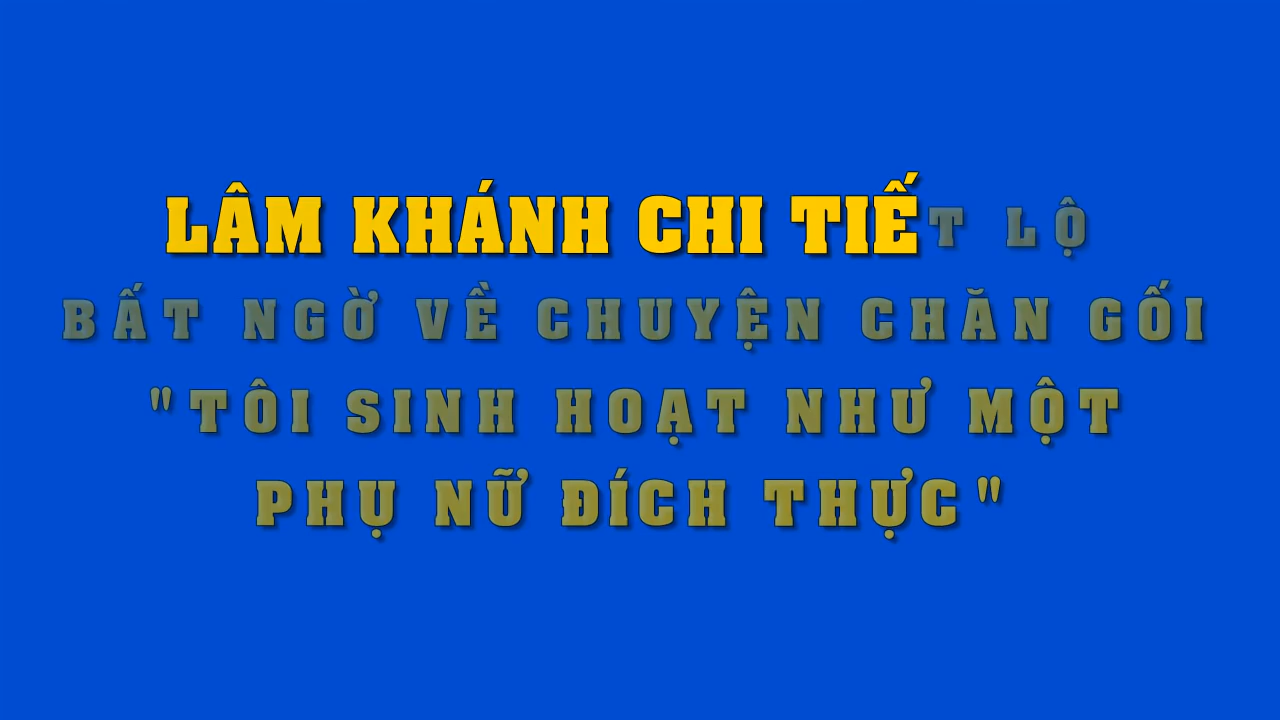 LÂM KHÁNH CHI TIẾT LỘ
BẤT NGỜ VỀ CHUYỆN CHĂN GỐI
"TÔI SINH HOẠT NHƯ MỘT
PHỤ NỮ ĐÍCH THỰC"